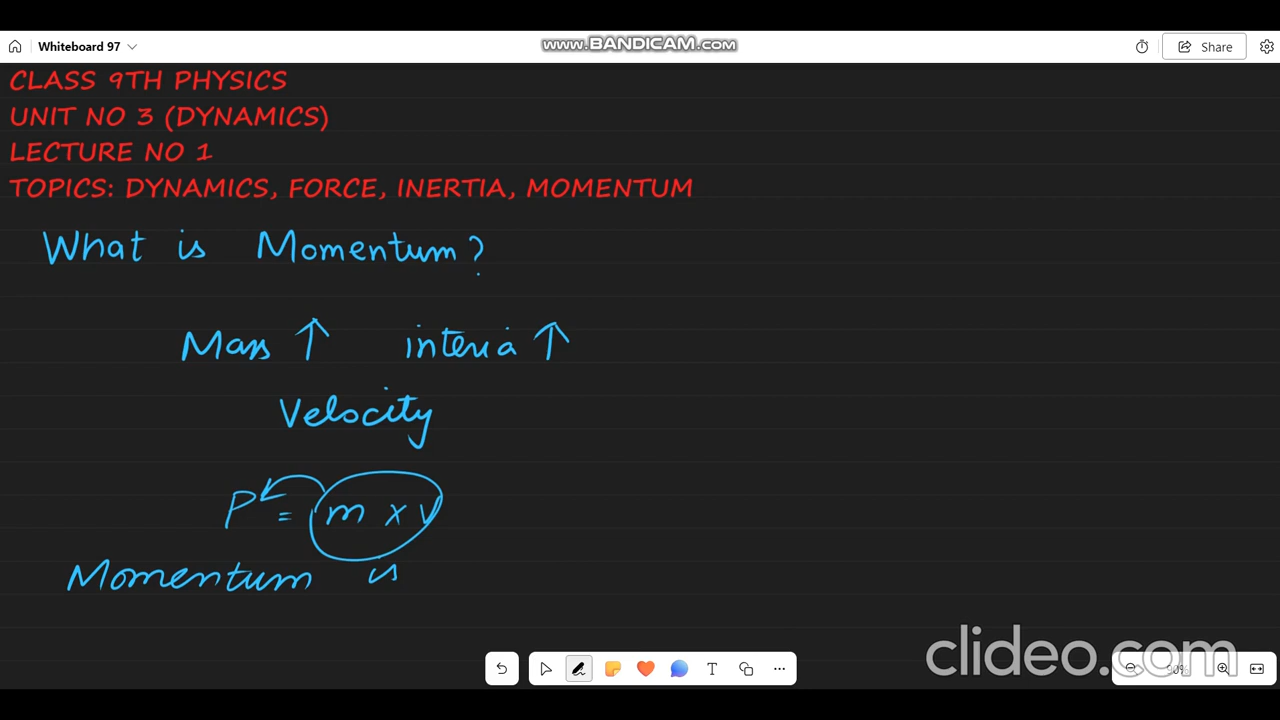 Whiteboard 97
www.BANDICAM.com
Share
CLASS 9TH PHYSICS
UNIT NO 3 (DYNAMICS)
LECTURE NO 1
TOPICS: DYNAMICS, FORCE, INERTIA, MOMENTUM
What is Momentum?
Mass ↑ interia ↑
Velocity
P = m x v
Momentum is
T
90%
clideo.com